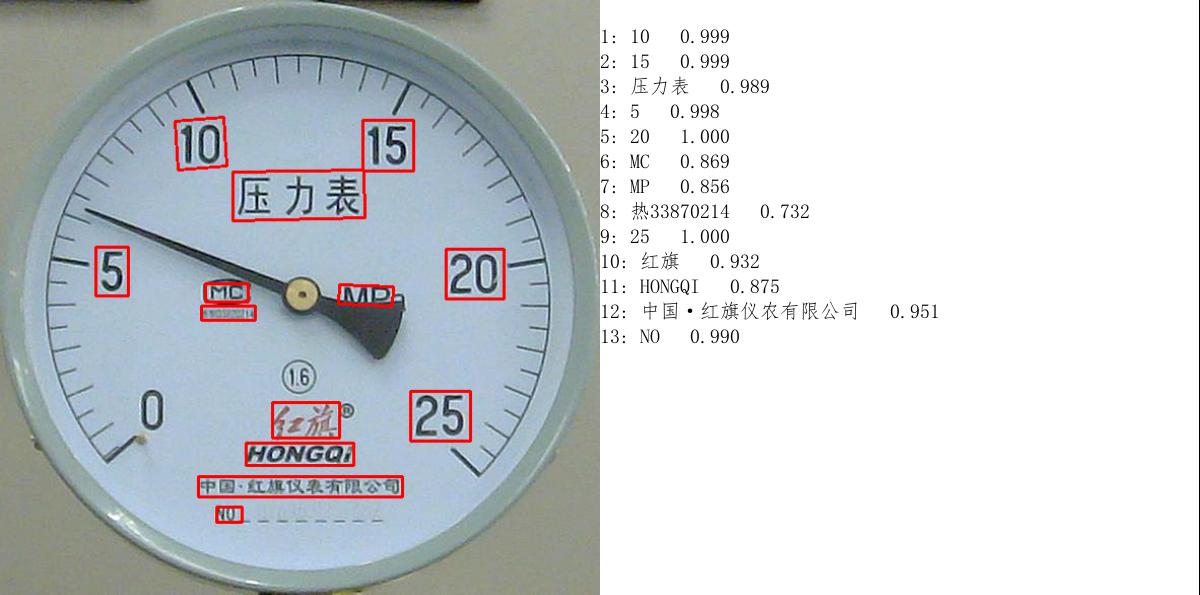 10
15
压力表
5
20
MC
MPa
1.6
0
红旗®
25
HONGQi
中国·红旗仪表有限公司
NO
1: 10 0.999
2: 15 0.999
3: 压力表 0.989
4: 5 0.998
5: 20 1.000
6: MC 0.869
7: MP 0.856
8: 热33870214 0.732
9: 25 1.000
10: 红旗 0.932
11: HONGQI 0.875
12: 中国·红旗仪农有限公司 0.951
13: NO 0.990